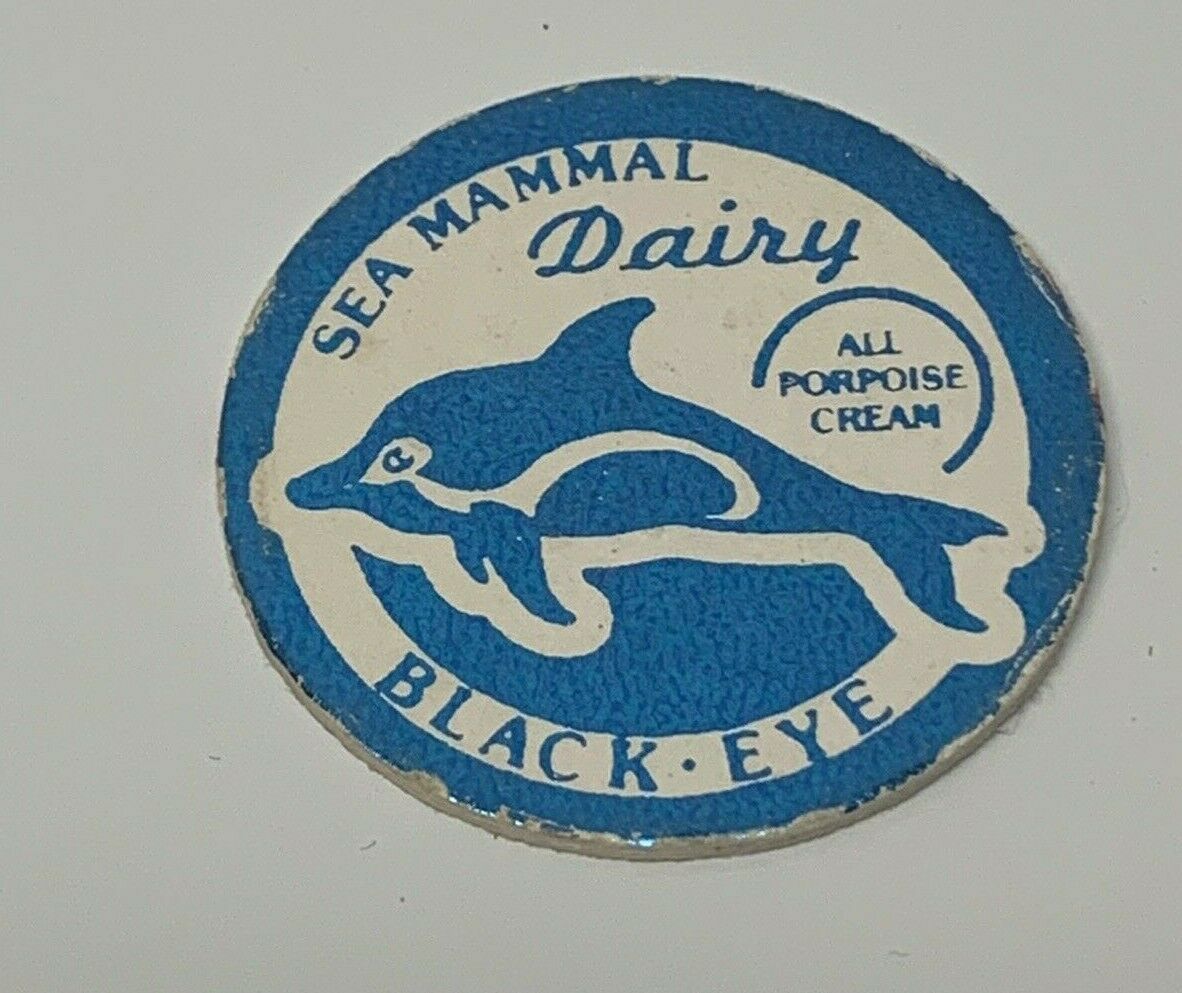 SEA MAMMAL
Dairy
ALL
PORPOISE
CREAM
BLACK · EYE